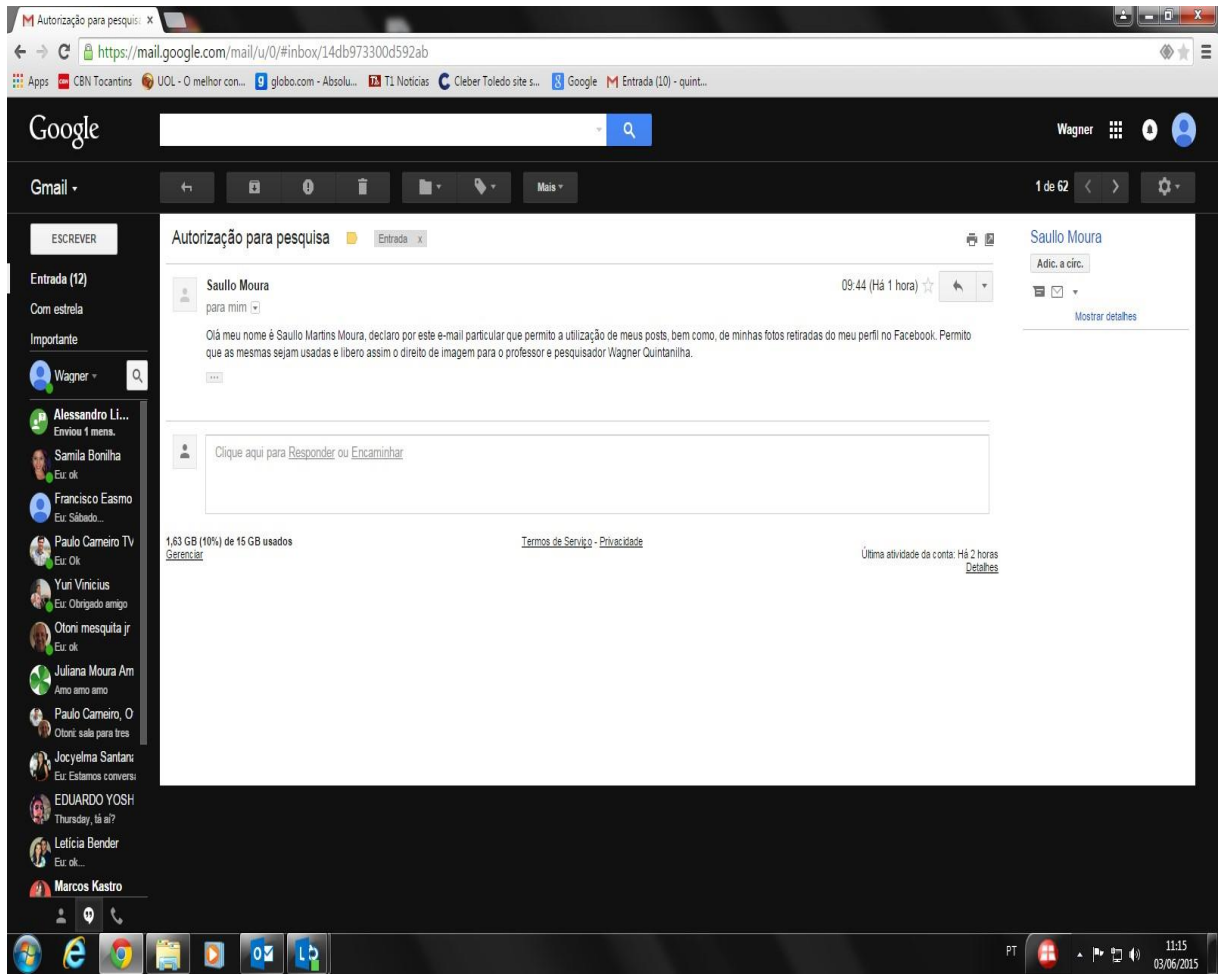 Autorização para pesquis
https://mail.google.com/mail/u/0/#inbox/14db973300d592ab
Apps CBN Tocantins UOL - O melhor con... globo.com - Absolu... T1 Notícias Cleber Toledo site s... Google Entrada (10) - quint...
Google
Wagner
Gmail
Mais
1 de 62
ESCREVER
Entrada (12)
Com estrela
Importante
Wagner
Alessandro Li...
Enviou 1 mens.
Samila Bonilha
Eu: ok
Francisco Easmo
Eu: Sábado...
Paulo Carneiro TV
Eu: Ok
Yuri Vinicius
Eu: Obrigado amigo
Otoni mesquita jr
Eu: ok
Juliana Moura Am
Amo amo amo
Paulo Carneiro, O
Otoni: sala para tres
Jocyelma Santana
Eu: Estamos conversa
EDUARDO YOSH
Thursday, tá aí?
Letícia Bender
Eu: ok...
Marcos Kastro
Autorização para pesquisa Entrada x
Saullo Moura
para mim
09:44 (Há 1 hora)
Olá meu nome é Saullo Martins Moura, declaro por este e-mail particular que permito a utilização de meus posts, bem como, de minhas fotos retiradas do meu perfil no Facebook. Permito
que as mesmas sejam usadas e libero assim o direito de imagem para o professor e pesquisador Wagner Quintanilha.
Clique aqui para Responder ou Encaminhar
1,63 GB (10%) de 15 GB usados
Gerenciar
Termos de Serviço - Privacidade
Última atividade da conta: Há 2 horas
Detalhes
Saullo Moura
Adic. a círc.
Mostrar detalhes
PT
11:15
03/06/2015